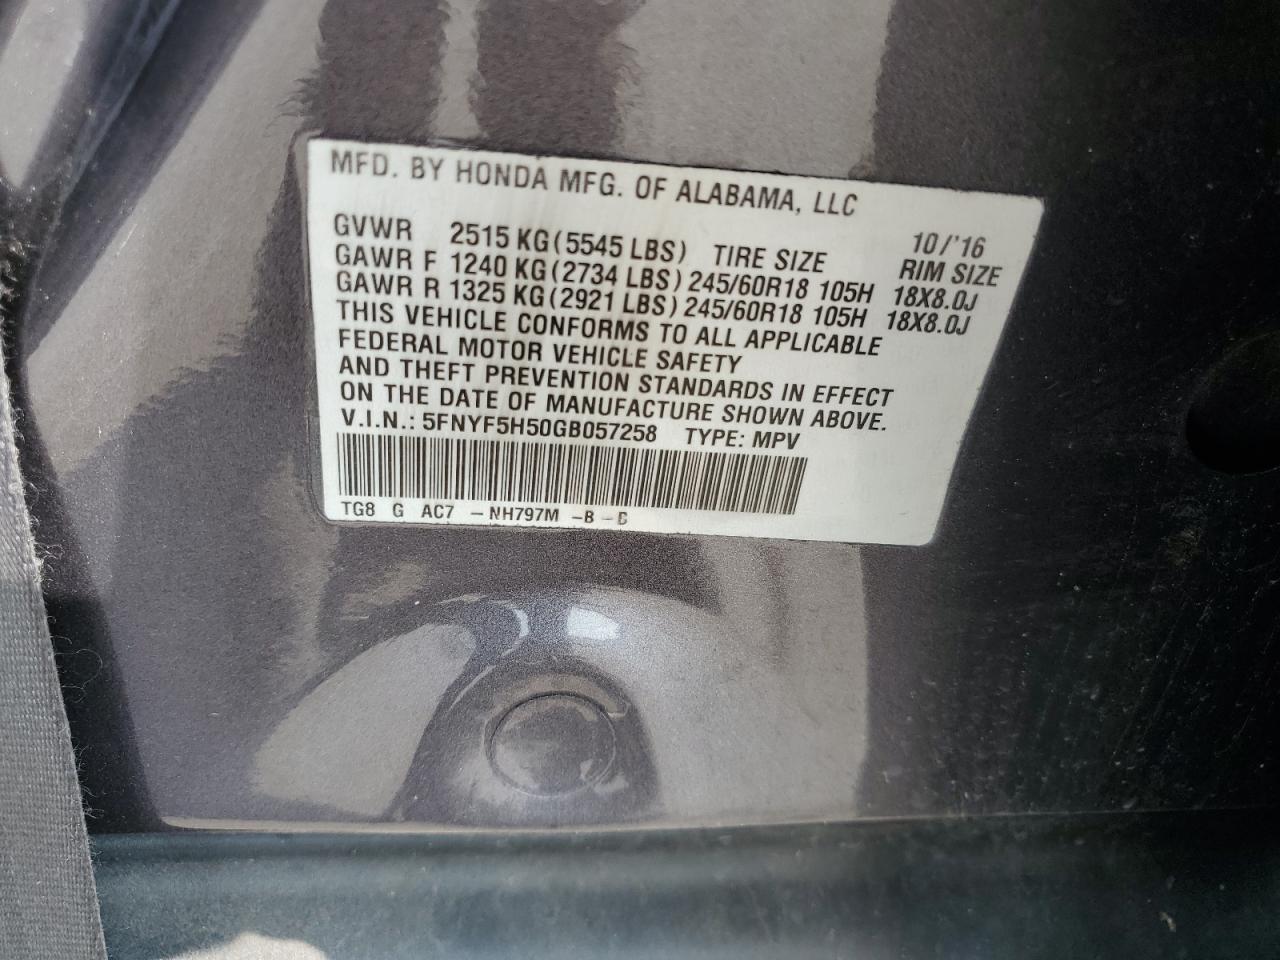 MFD. BY HONDA MFG. OF ALABAMA, LLC
10/'16
GVWR 2515 KG(5545 LBS) TIRE SIZE RIM SIZE
GAWR F 1240 KG(2734 LBS) 245/60R18 105H 18X8.0J
GAWR R 1325 KG(2921 LBS) 245/60R18 105H 18X8.0J
THIS VEHICLE CONFORMS TO ALL APPLICABLE
FEDERAL MOTOR VEHICLE SAFETY
AND THEFT PREVENTION STANDARDS IN EFFECT
ON THE DATE OF MANUFACTURE SHOWN ABOVE.
V.I.N.: 5FNYF5H50GB057258 TYPE: MPV
TG8 G AC7 -NH797M -B-